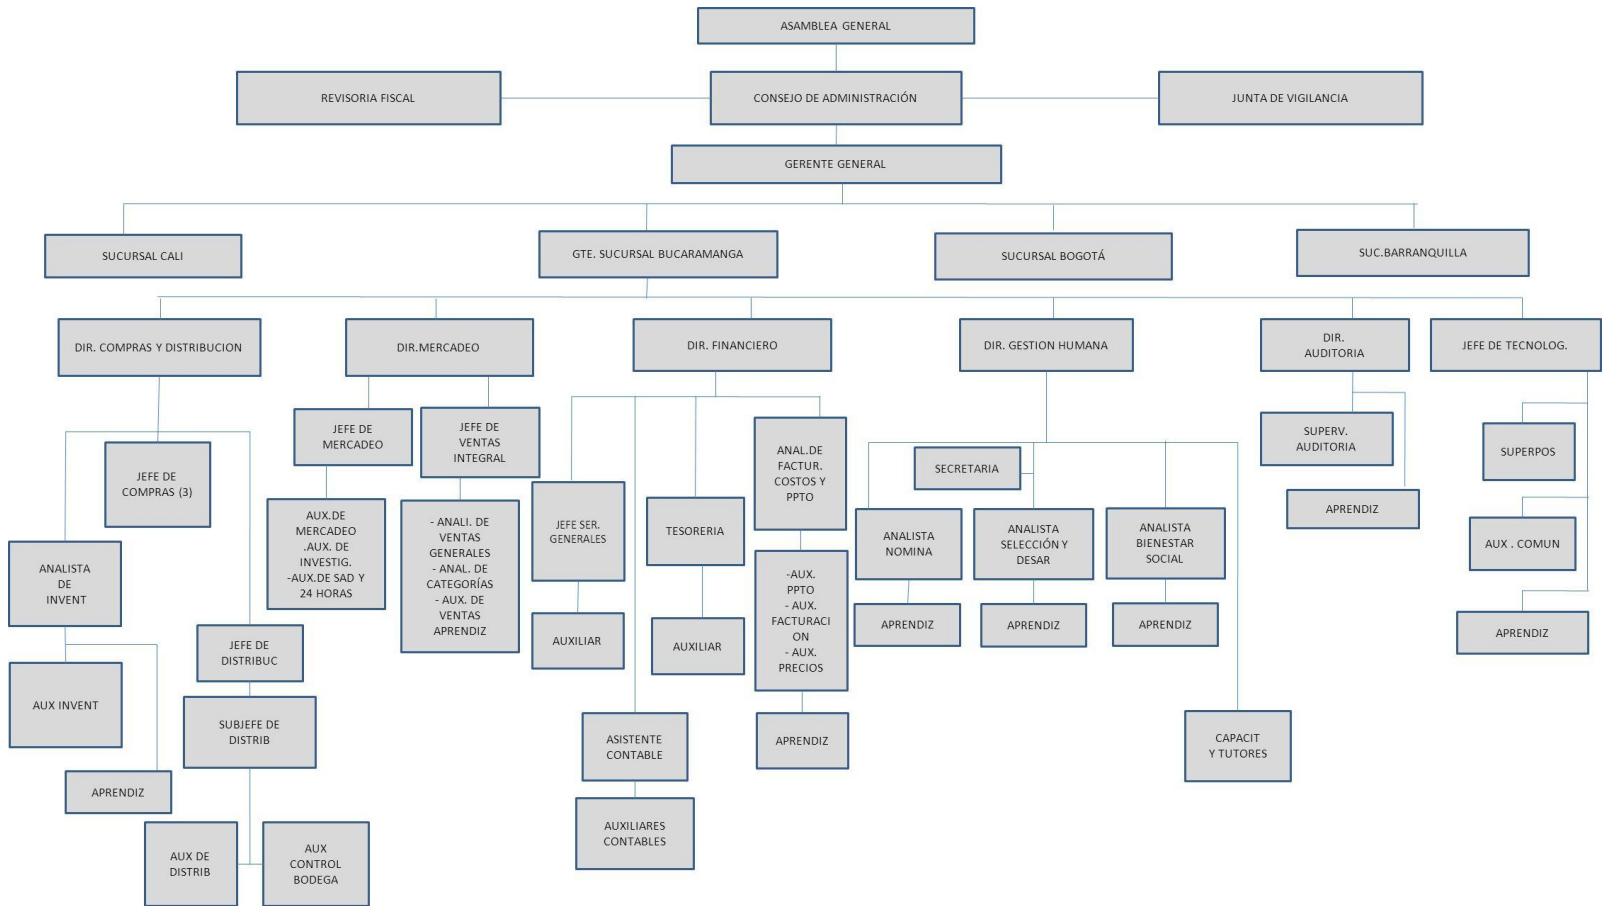 ASAMBLEA GENERAL
REVISORIA FISCAL
CONSEJO DE ADMINISTRACIÓN
JUNTA DE VIGILANCIA
GERENTE GENERAL
SUCURSAL CALI
GTE. SUCURSAL BUCARAMANGA
SUCURSAL BOGOTÁ
SUC.BARRANQUILLA
DIR. COMPRAS Y DISTRIBUCION
DIR.MERCADEO
DIR. FINANCIERO
DIR. GESTION HUMANA
DIR.
AUDITORIA
JEFE DE TECNOLOG.
JEFE DE
COMPRAS (3)
ANALISTA
DE
INVENT
AUX INVENT
APRENDIZ
JEFE DE
DISTRIBUC
SUBJEFE DE
DISTRIB
AUX DE
DISTRIB
AUX
CONTROL
BODEGA
JEFE DE
MERCADEO
AUX.DE
MERCADEO
.AUX. DE
INVESTIG.
-AUX.DE SAD Y
24 HORAS
JEFE DE
VENTAS
INTEGRAL
- ANALI. DE
VENTAS
GENERALES
- ANAL. DE
CATEGORÍAS
- AUX. DE
VENTAS
APRENDIZ
JEFE SER.
GENERALES
AUXILIAR
ASISTENTE
CONTABLE
AUXILIARES
CONTABLES
TESORERIA
AUXILIAR
ANAL.DE
FACTUR.
COSTOS Y
PPTO
-AUX.
PPTO
- AUX.
FACTURACI
ON
- AUX.
PRECIOS
APRENDIZ
SECRETARIA
ANALISTA
NOMINA
APRENDIZ
ANALISTA
SELECCIÓN Y
DESAR
APRENDIZ
ANALISTA
BIENESTAR
SOCIAL
APRENDIZ
CAPACIT
Y TUTORES
SUPERV.
AUDITORIA
APRENDIZ
SUPERPOS
AUX . COMUN
APRENDIZ